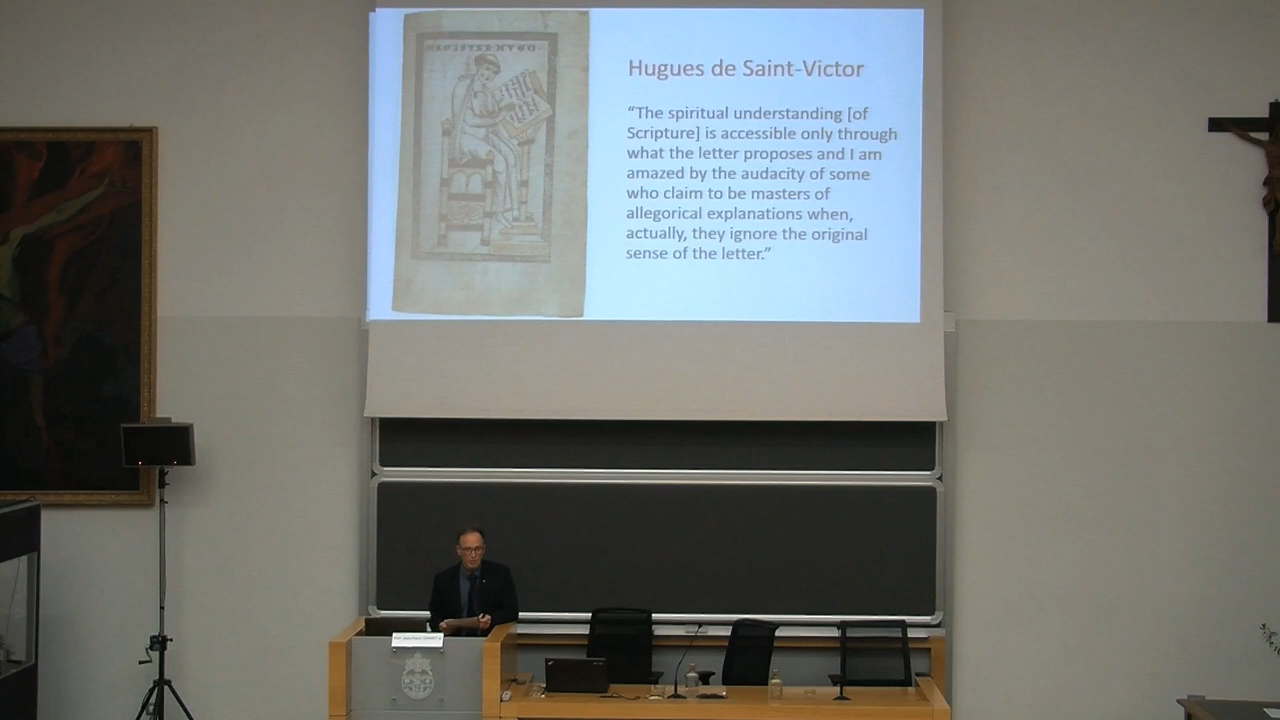 Hugues de Saint-Victor
“The spiritual understanding [of
Scripture] is accessible only through
what the letter proposes and I am
amazed by the audacity of some
who claim to be masters of
allegorical explanations when,
actually, they ignore the original
sense of the letter.”